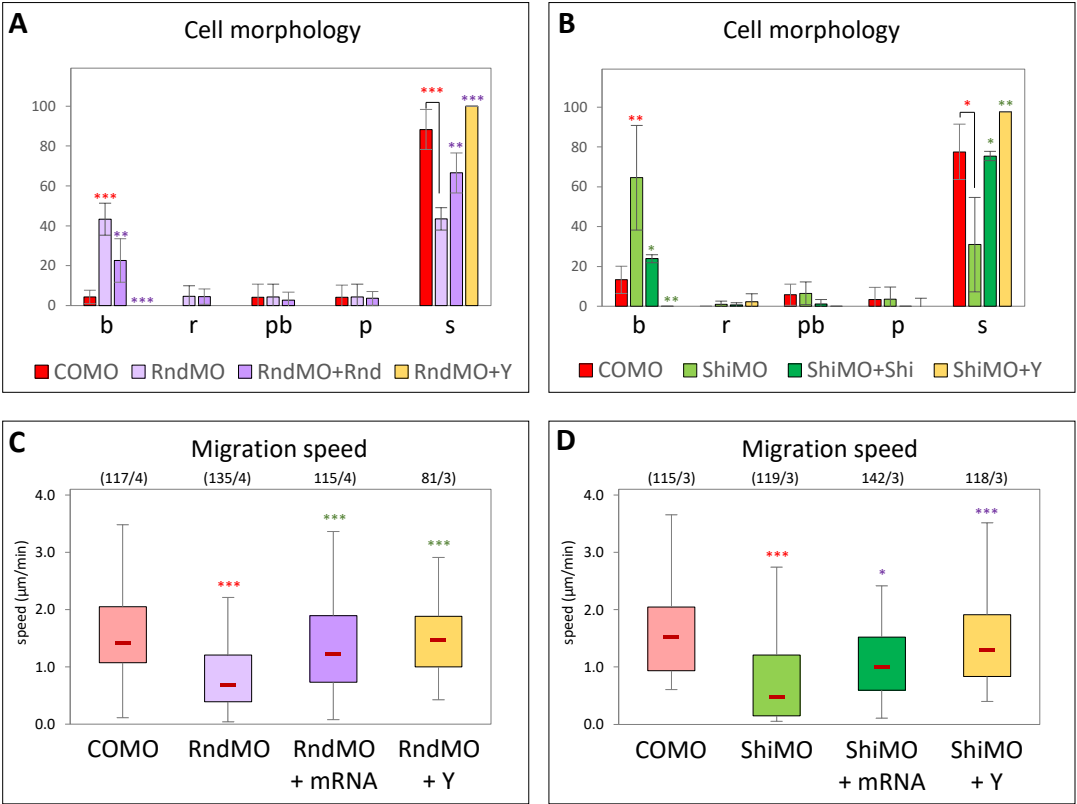 A
Cell morphology
***
***
100
**
80
60
***
40
**
20
***
0
b r pb p s
COMO RndMO RndMO+Rnd RndMO+Y
B
Cell morphology
**
*
**
100
*
80
60
40
*
20
**
0
b r pb p s
COMO ShiMO ShiMO+Shi ShiMO+Y
C
Migration speed
(117/4) (135/4) 115/4) 81/3)
4.0
***
***
3.0
***
2.0
1.0
0.0
speed (µm/min)
COMO RndMO RndMO RndMO
+ mRNA + Y
D
Migration speed
(115/3) (119/3) 142/3) 118/3)
4.0
***
***
3.0
*
2.0
1.0
0.0
speed (µm/min)
COMO ShiMO ShiMO ShiMO
+ mRNA + Y